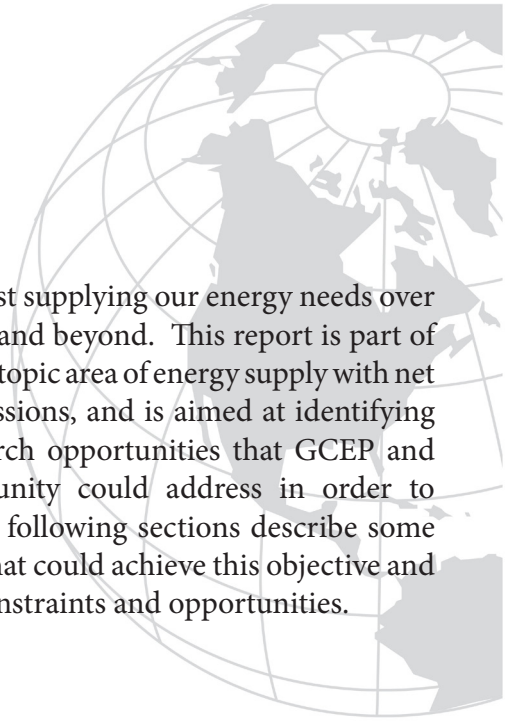 st supplying our energy needs over
and beyond. This report is part of
topic area of energy supply with net
ssions, and is aimed at identifying
rch opportunities that GCEP and
unity could address in order to
following sections describe some
hat could achieve this objective and
nstraints and opportunities.